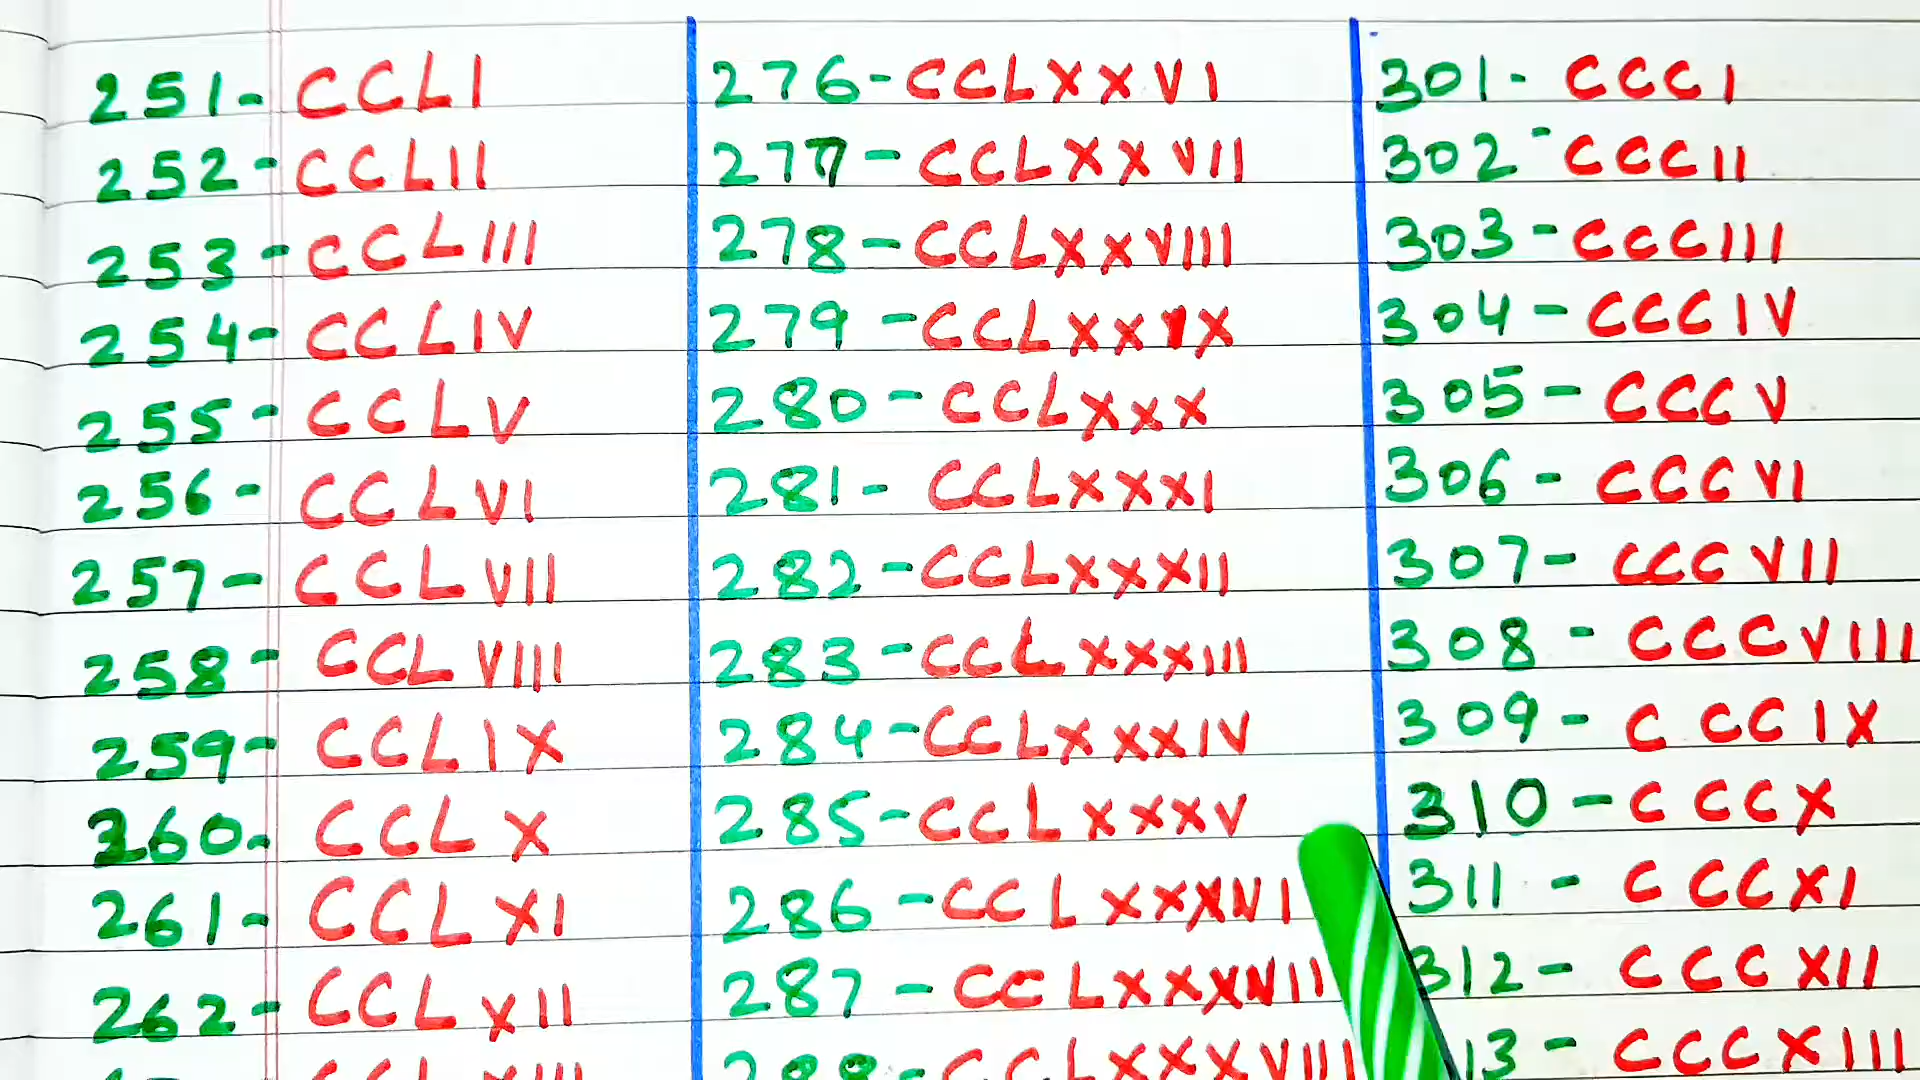 251- CCLI
252- CCLII
253- CCLIII
254- CCLIV
255- CCLV
256- CCLVI
257- CCLVII
258- CCLVIII
259- CCLIX
260- CCLX
261- CCLXI
262- CCLXII
276- CCLXXVI
277- CCLXXVII
278- CCLXXVIII
279- CCLXXIX
280- CCLXXX
281- CCLXXXI
282- CCLXXXII
283- CCLXXXIII
284- CCLXXXIV
285- CCLXXXV
286- CCLXXXVI
287- CCLXXXVII
288- CCLXXXVIII
301- CCCI
302- CCCII
303- CCCIII
304- CCCIV
305- CCCV
306- CCCVI
307- CCCVII
308- CCCVIII
309- CCCIX
310- CCCX
311- CCCXI
312- CCCXII
13- CCCXIII